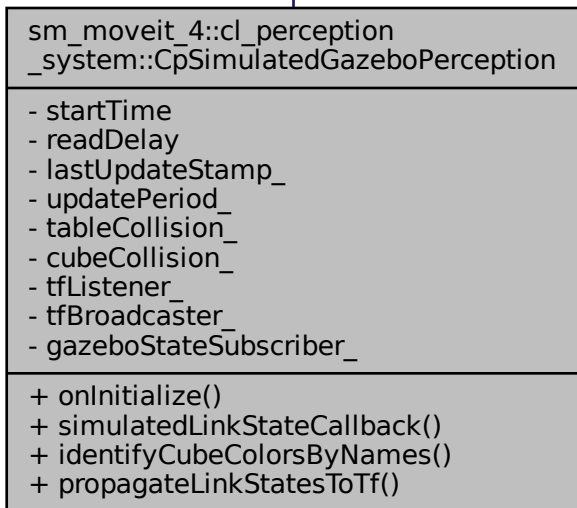 sm_moveit_4::cl_perception
_system::CpSimulatedGazeboPerception
- startTime
- readDelay
- lastUpdateStamp_
- updatePeriod_
- tableCollision_
- cubeCollision_
- tfListener_
- tfBroadcaster_
- gazeboStateSubscriber_
+ onInitialize()
+ simulatedLinkStateCallback()
+ identifyCubeColorsByNames()
+ propagateLinkStatesToTf()